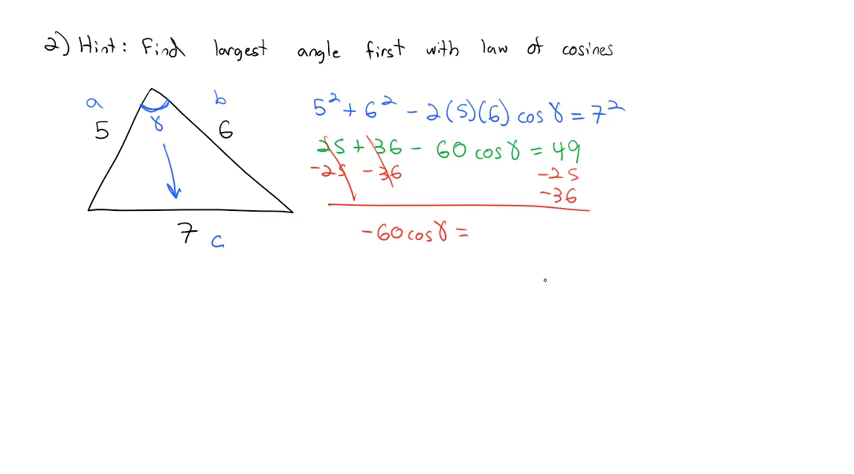 2) Hint: Find largest angle first with law of cosines
a b
5 γ 6
7 c
5² + 6² - 2(5)(6) cos γ = 7²
25 + 36 - 60 cos γ = 49
-25 -36 -25
-36
-60 cos γ =